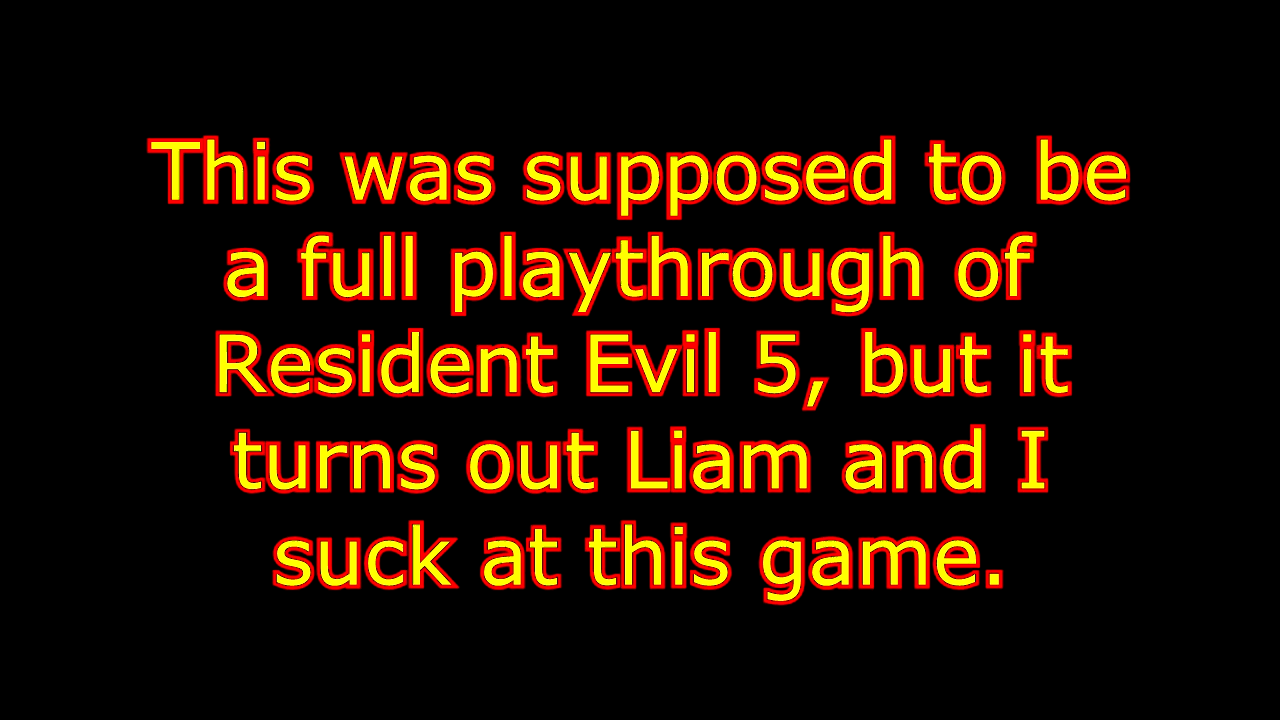 This was supposed to be
a full playthrough of
Resident Evil 5, but it
turns out Liam and I
suck at this game.